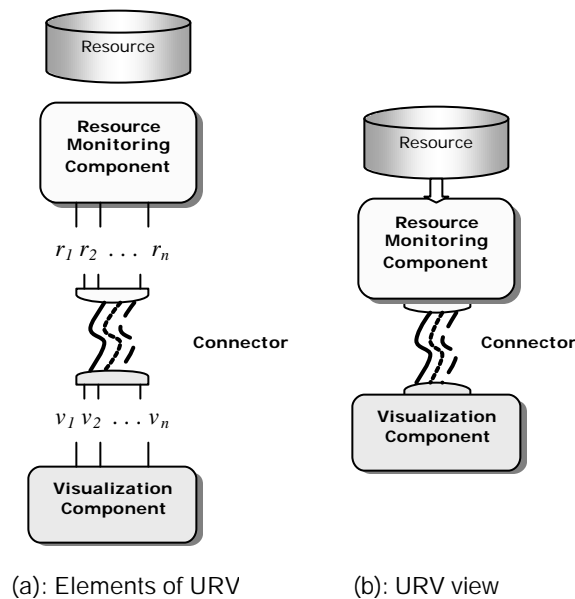 Resource
Resource
Monitoring
Component
r1 r2 . . . rn
Connector
v1 v2 . . . vn
Visualization
Component
(a): Elements of URV
Resource
Resource
Monitoring
Component
Connector
Visualization
Component
(b): URV view